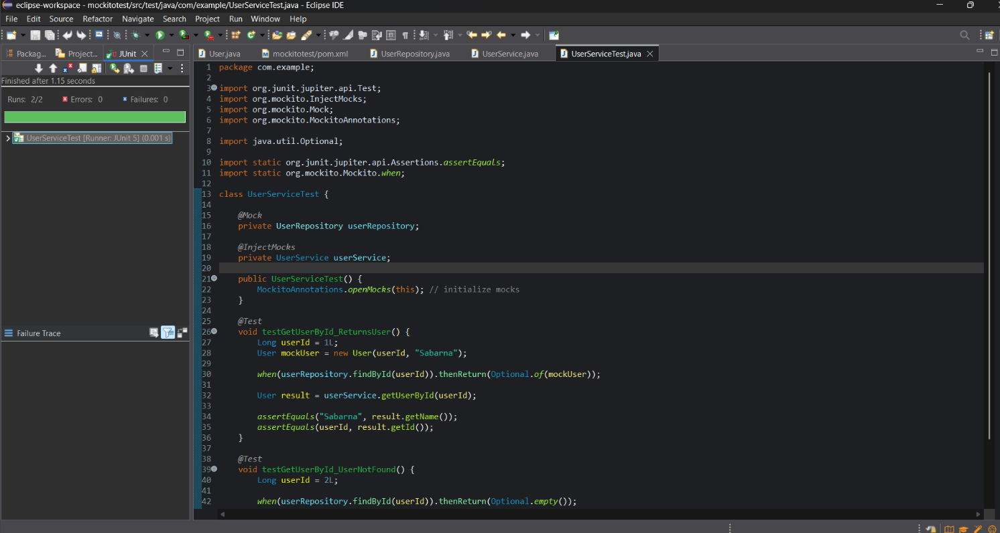 eclipse-workspace - mockitotest/src/test/java/com/example/UserServiceTest.java - Eclipse IDE
File Edit Source Refactor Navigate Search Project Run Window Help
Packag... Project... JUnit
User.java mockitotest/pom.xml UserRepository.java UserService.java UserServiceTest.java
Finished after 1.15 seconds
Runs: 2/2 Errors: 0 Failures: 0
UserServiceTest [Runner: JUnit 5] (0.001 s)
Failure Trace
1 package com.example;
2
3 import org.junit.jupiter.api.Test;
4 import org.mockito.InjectMocks;
5 import org.mockito.Mock;
6 import org.mockito.MockitoAnnotations;
7
8 import java.util.Optional;
9
10 import static org.junit.jupiter.api.Assertions.assertEquals;
11 import static org.mockito.Mockito.when;
12
13 class UserServiceTest {
14
15 @Mock
16 private UserRepository userRepository;
17
18 @InjectMocks
19 private UserService userService;
20
21 public UserServiceTest() {
22 MockitoAnnotations.openMocks(this); // initialize mocks
23 }
24
25 @Test
26 void testGetUserById_ReturnsUser() {
27 Long userId = 1L;
28 User mockUser = new User(userId, "Sabarna");
29
30 when(userRepository.findById(userId)).thenReturn(Optional.of(mockUser));
31
32 User result = userService.getUserById(userId);
33
34 assertEquals("Sabarna", result.getName());
35 assertEquals(userId, result.getId());
36 }
37
38 @Test
39 void testGetUserById_UserNotFound() {
40 Long userId = 2L;
41
42 when(userRepository.findById(userId)).thenReturn(Optional.empty());